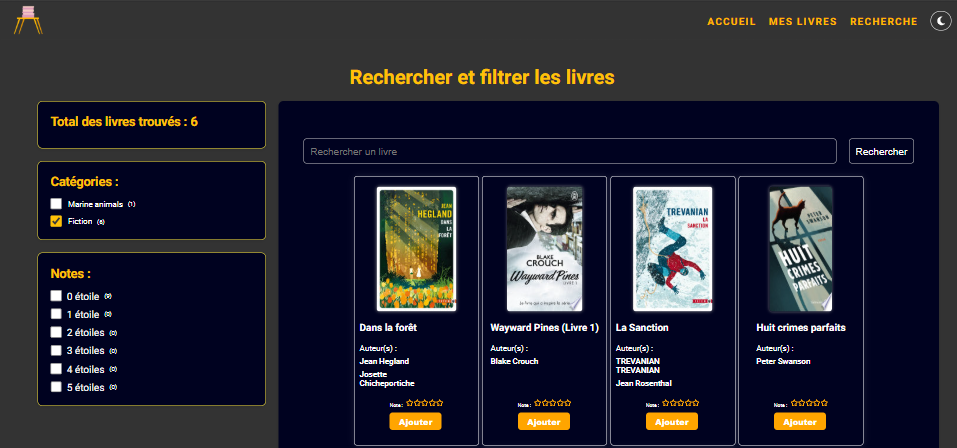 ACCUEIL MES LIVRES RECHERCHE
Rechercher et filtrer les livres
Total des livres trouvés : 6
Catégories :
Marine animals (1)
Fiction (6)
Notes :
0 étoile
1 étoile
2 étoiles (0)
3 étoiles (0)
4 étoiles (0)
5 étoiles (0)
Rechercher un livre
Rechercher
JEAN
HEGLAND
DANS
LA
FORÊT
Dans la forêt
Auteur(s) :
Jean Hegland
Josette
Chicheportiche
Note :
Ajouter
BLAKE
CROUCH
Wayward Pines
LIVRE 1
Wayward Pines (Livre 1)
Auteur(s) :
Blake Crouch
Note :
Ajouter
TREVANIAN
LA
SANCTION
La Sanction
Auteur(s) :
TREVANIAN
TREVANIAN
Jean Rosenthal
Note :
Ajouter
PETER
SWANSON
HUIT
CRIMES
PARFAITS
Huit crimes parfaits
Auteur(s) :
Peter Swanson
Note :
Ajouter